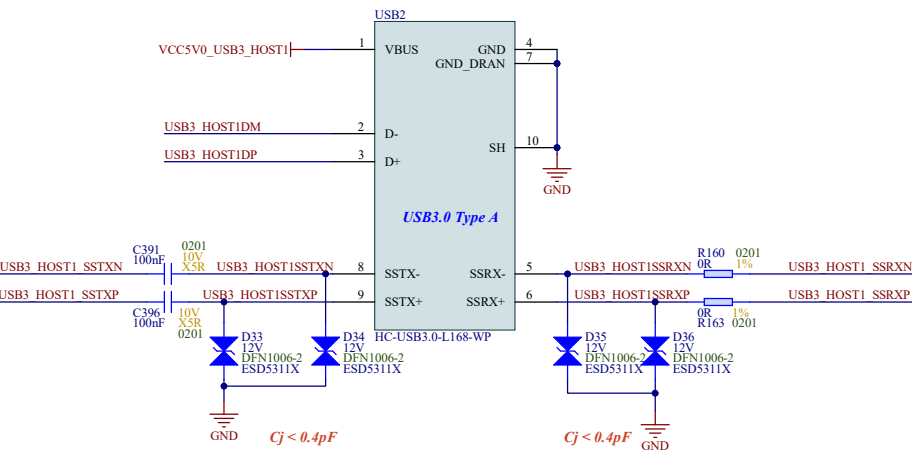 USB2
VCC5V0_USB3_HOST1
1
VBUS
GND
4
GND_DRAN
7
USB3_HOST1DM
2
D-
USB3_HOST1DP
3
D+
SH
10
GND
USB3.0 Type A
C391
100nF
0201
10V
X5R
USB3_HOST1_SSTXN
USB3_HOST1SSTXN
8
SSTX-
SSRX-
5
USB3_HOST1SSRXN
R160
0R
0201
1%
USB3_HOST1_SSRXN
USB3_HOST1_SSTXP
USB3_HOST1SSTXP
9
SSTX+
SSRX+
6
USB3_HOST1SSRXP
USB3_HOST1_SSRXP
C396
100nF
10V
X5R
0201
0R
R163
1%
0201
HC-USB3.0-L168-WP
D33
12V
DFN1006-2
ESD5311X
D34
12V
DFN1006-2
ESD5311X
D35
12V
DFN1006-2
ESD5311X
D36
12V
DFN1006-2
ESD5311X
GND
Cj < 0.4pF
Cj < 0.4pF
GND